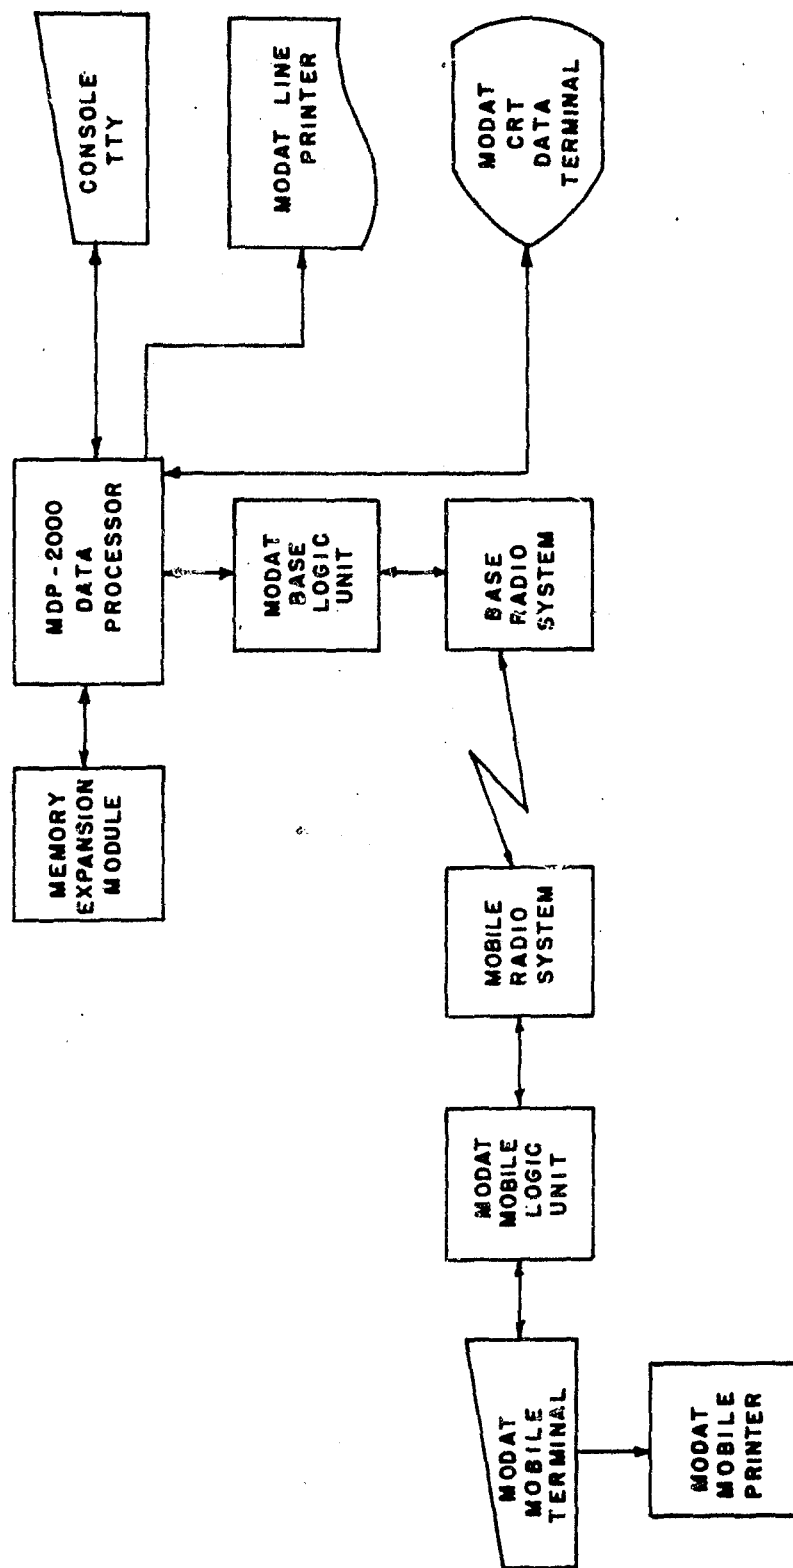 MEMORY
EXPANSION
MODULE
MDP-2000
DATA
PROCESSOR
CONSOLE
TTY
MODAT LINE
PRINTER
MODAT
CRT
DATA
TERMINAL
MODAT
BASE
LOGIC
UNIT
BASE
RADIO
SYSTEM
MOBILE
RADIO
SYSTEM
MODAT
MOBILE
LOGIC
UNIT
MODAT
MOBILE
TERMINAL
MODAT
MOBILE
PRINTER